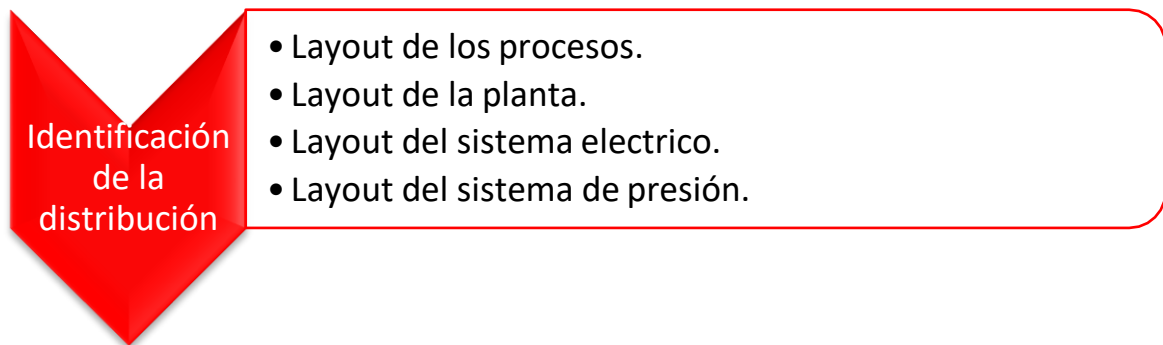 Identificación
de la
distribución
• Layout de los procesos.
• Layout de la planta.
• Layout del sistema electrico.
• Layout del sistema de presión.